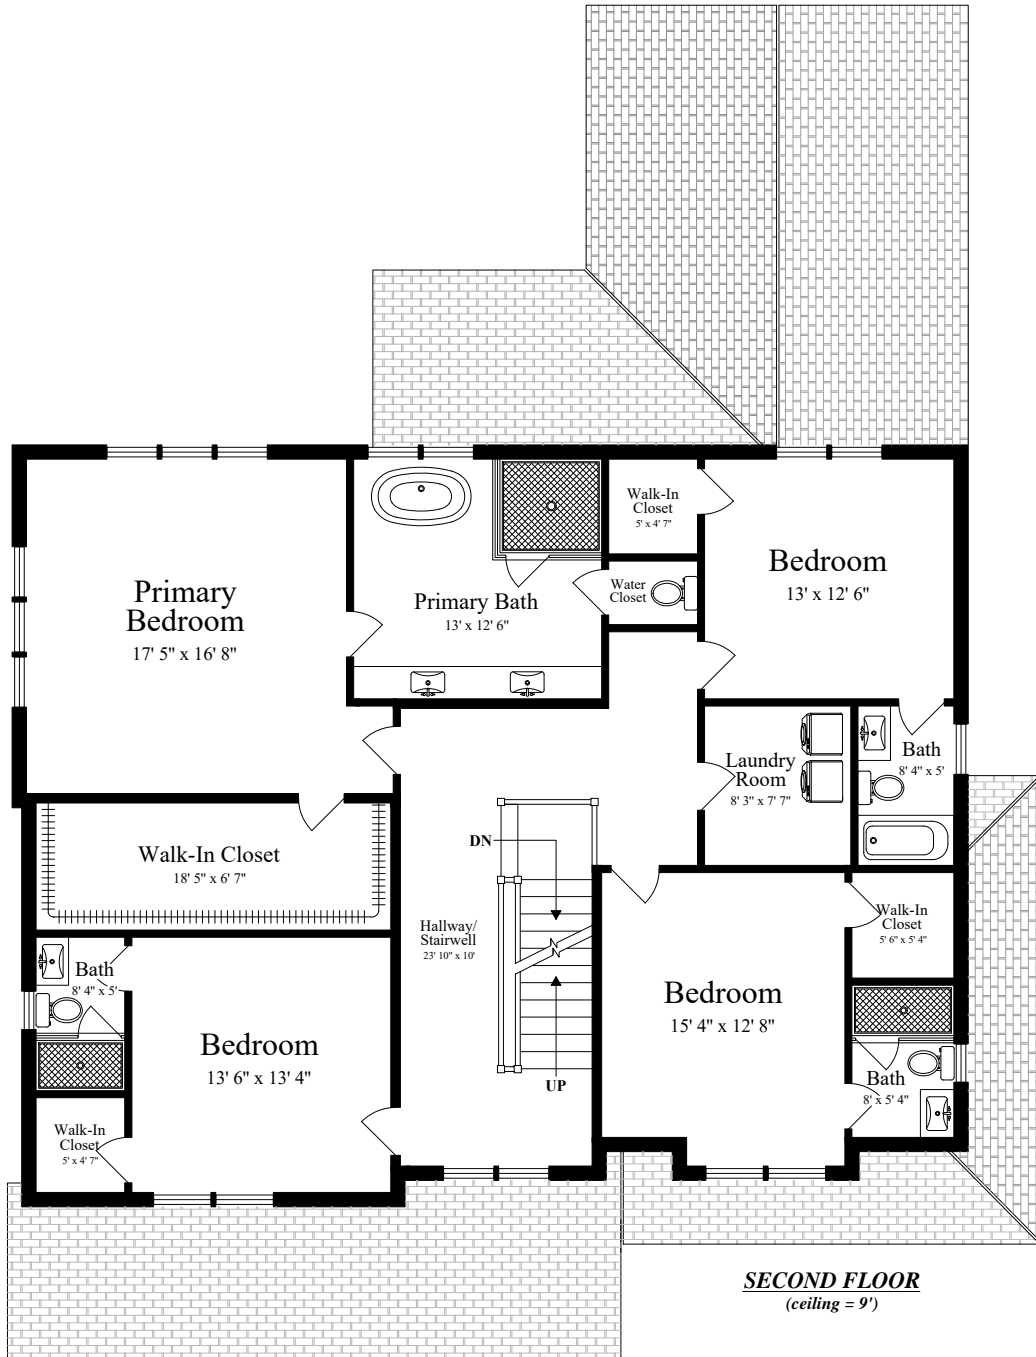 Walk-In
Closet
5' x 4' 7"
Bedroom
13' x 12' 6"
Primary
Bedroom
17' 5" x 16' 8"
Primary Bath
13' x 12' 6"
Water
Closet
Laundry
Room
8' 3" x 7' 7"
Bath
8' 4" x 5'
DN
Walk-In Closet
18' 5" x 6' 7"
Hallway/
Stairwell
23' 10" x 10'
Walk-In
Closet
5' 6" x 5' 4"
Bath
8' 4" x 5'
Bedroom
13' 6" x 13' 4"
Bedroom
15' 4" x 12' 8"
UP
Bath
8' x 5' 4"
Walk-In
Closet
5' x 4' 7"
SECOND FLOOR
(ceiling = 9')